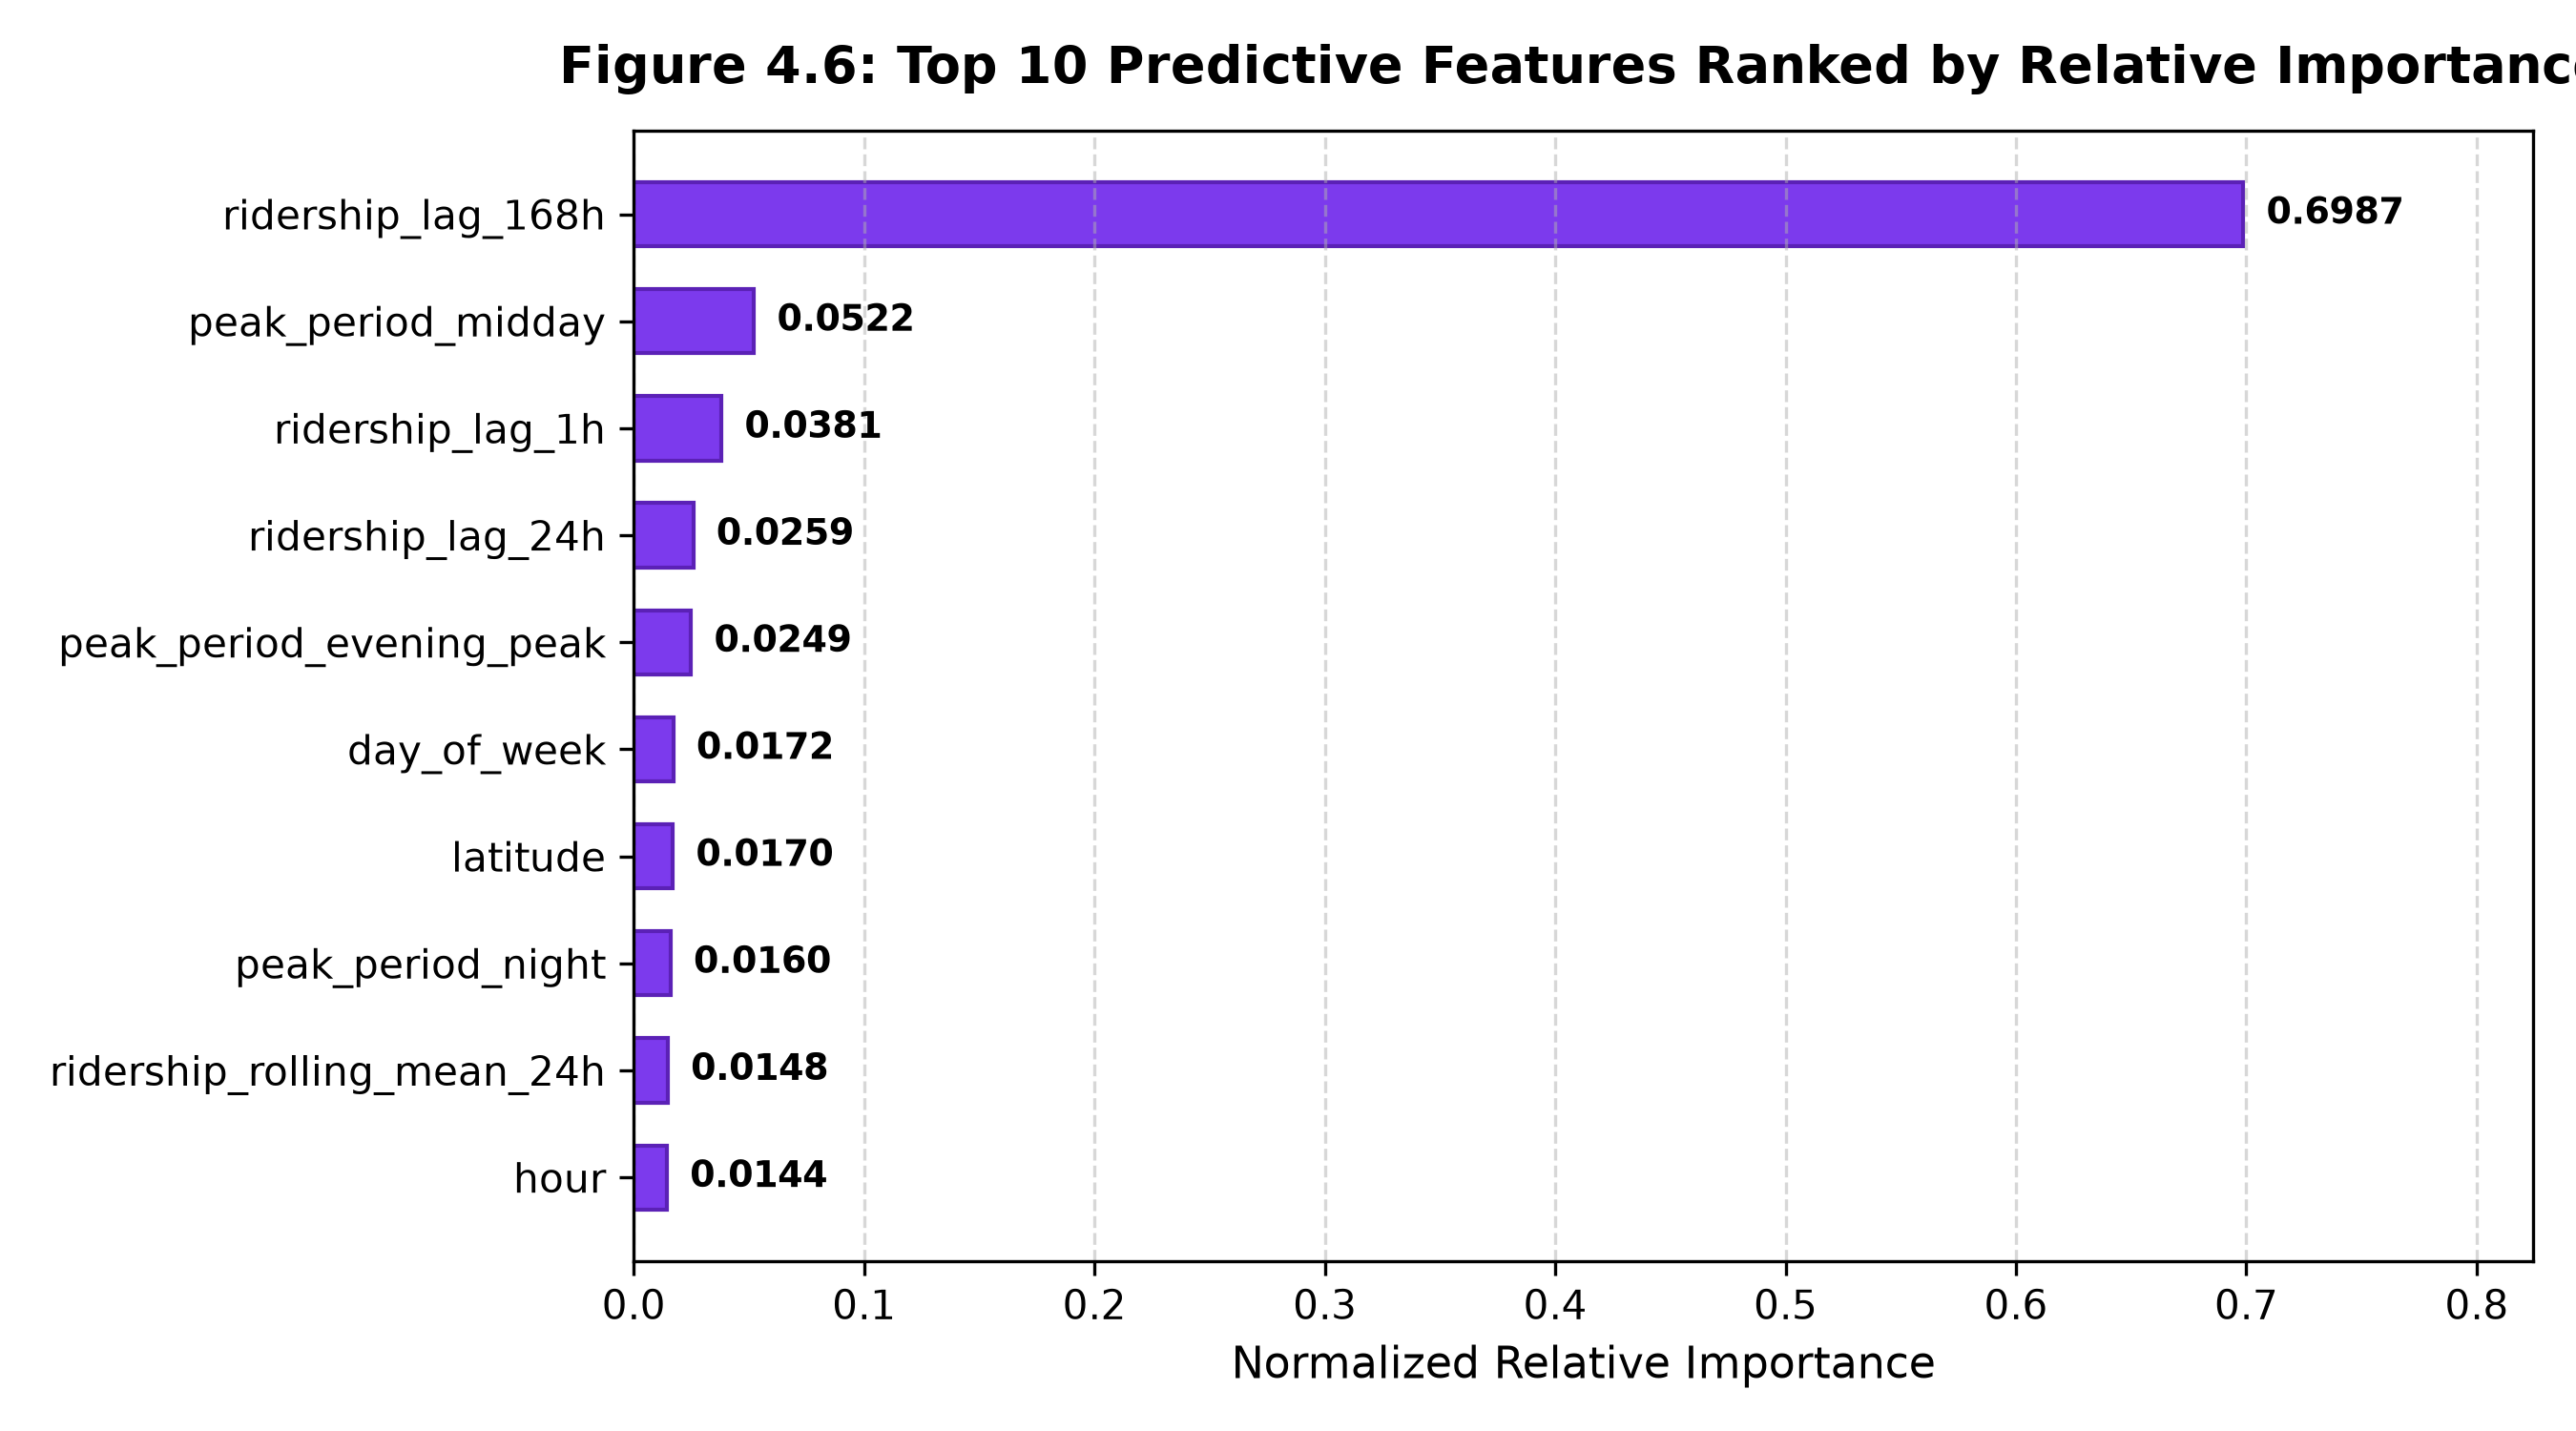 Figure 4.6: Top 10 Predictive Features Ranked by Relative Importance
ridership_lag_168h 0.6987
peak_period_midday 0.0522
ridership_lag_1h 0.0381
ridership_lag_24h 0.0259
peak_period_evening_peak 0.0249
day_of_week 0.0172
latitude 0.0170
peak_period_night 0.0160
ridership_rolling_mean_24h 0.0148
hour 0.0144
0.0 0.1 0.2 0.3 0.4 0.5 0.6 0.7 0.8
Normalized Relative Importance